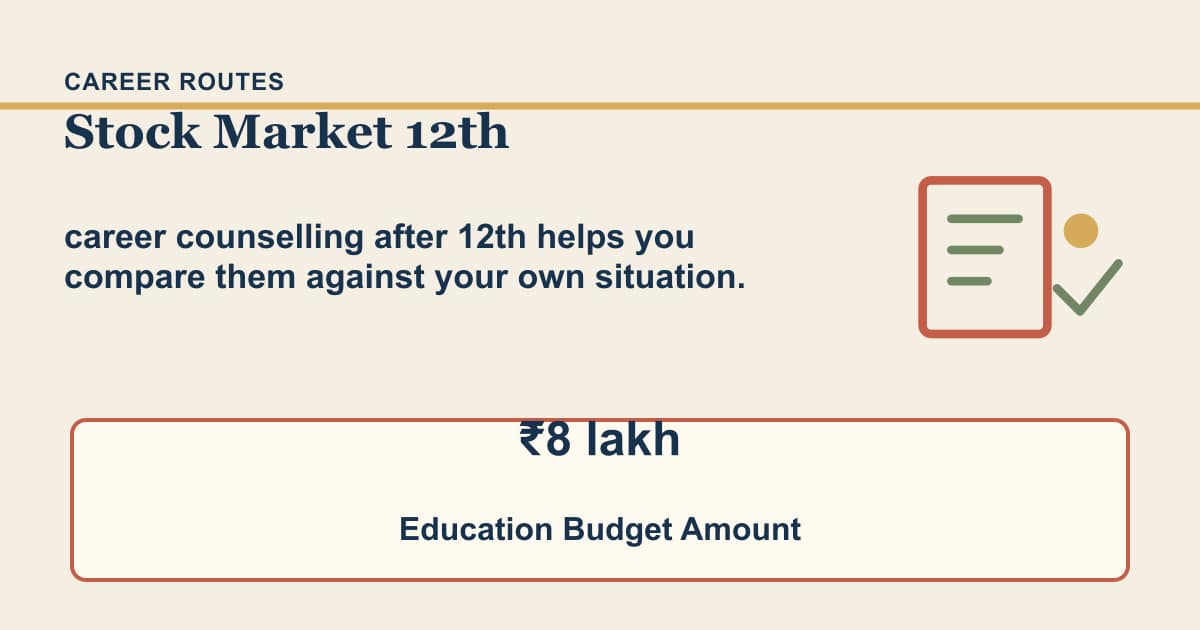 CAREER ROUTES
Stock Market 12th
career counselling after 12th helps you
compare them against your own situation.
₹8 lakh
Education Budget Amount